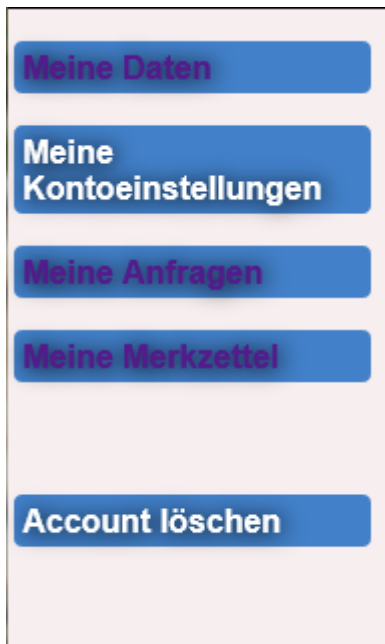 Meine Daten
Meine
Kontoeinstellungen
Meine Anfragen
Meine Merkzettel
Account löschen